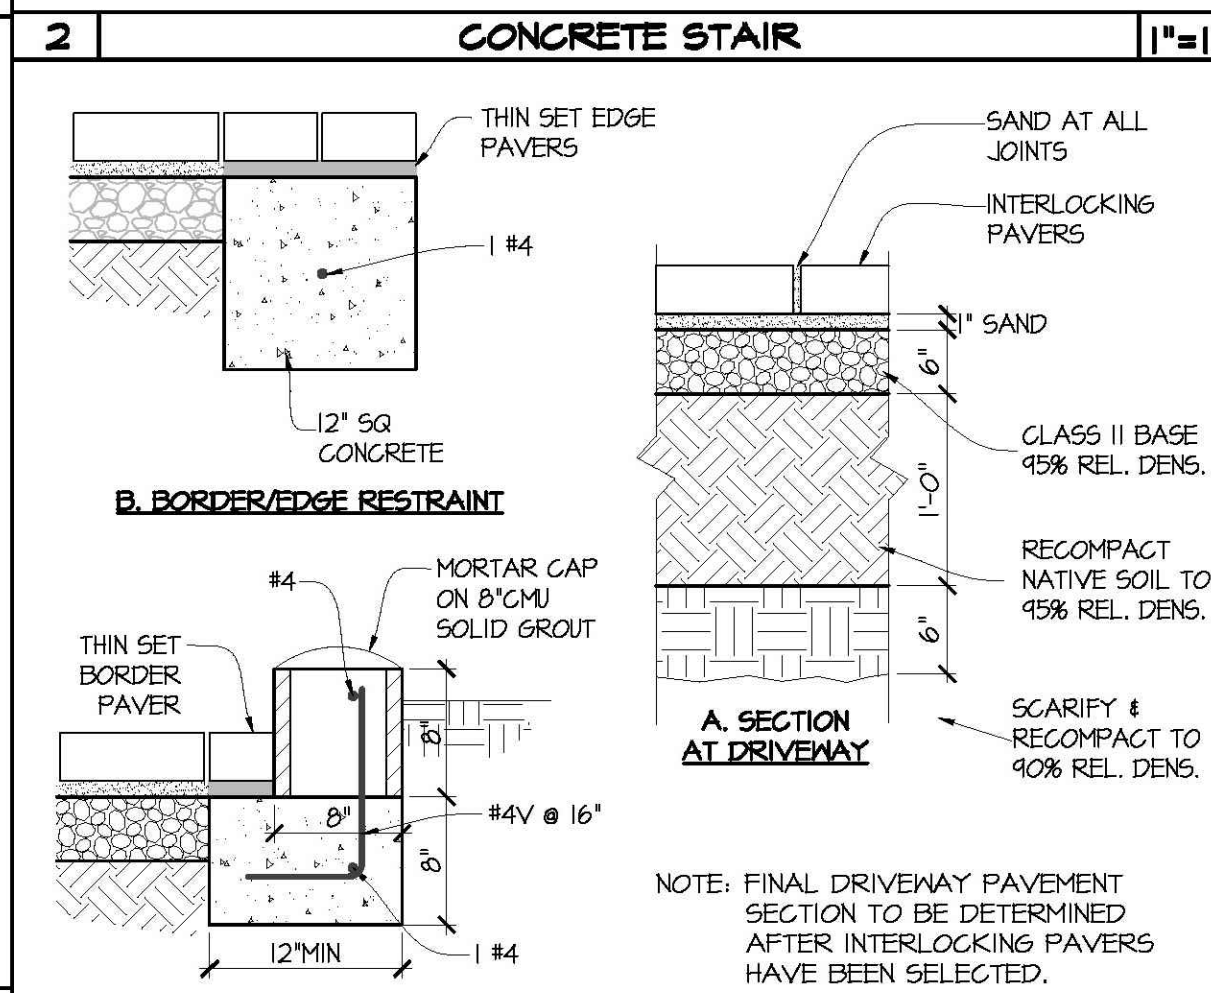 2
CONCRETE STAIR
1"=1
THIN SET EDGE
PAVERS
1 #4
12" SQ
CONCRETE
B. BORDER/EDGE RESTRAINT
SAND AT ALL
JOINTS
INTERLOCKING
PAVERS
1" SAND
6"
CLASS II BASE
95% REL. DENS.
1'-0"
RECOMPACT
NATIVE SOIL TO
95% REL. DENS.
6"
A. SECTION
AT DRIVEWAY
SCARIFY &
RECOMPACT TO
90% REL. DENS.
#4
MORTAR CAP
ON 8"CMU
SOLID GROUT
THIN SET
BORDER
PAVER
8"
8"
#4V @ 16"
8"
12"MIN
1 #4
NOTE: FINAL DRIVEWAY PAVEMENT
SECTION TO BE DETERMINED
AFTER INTERLOCKING PAVERS
HAVE BEEN SELECTED.